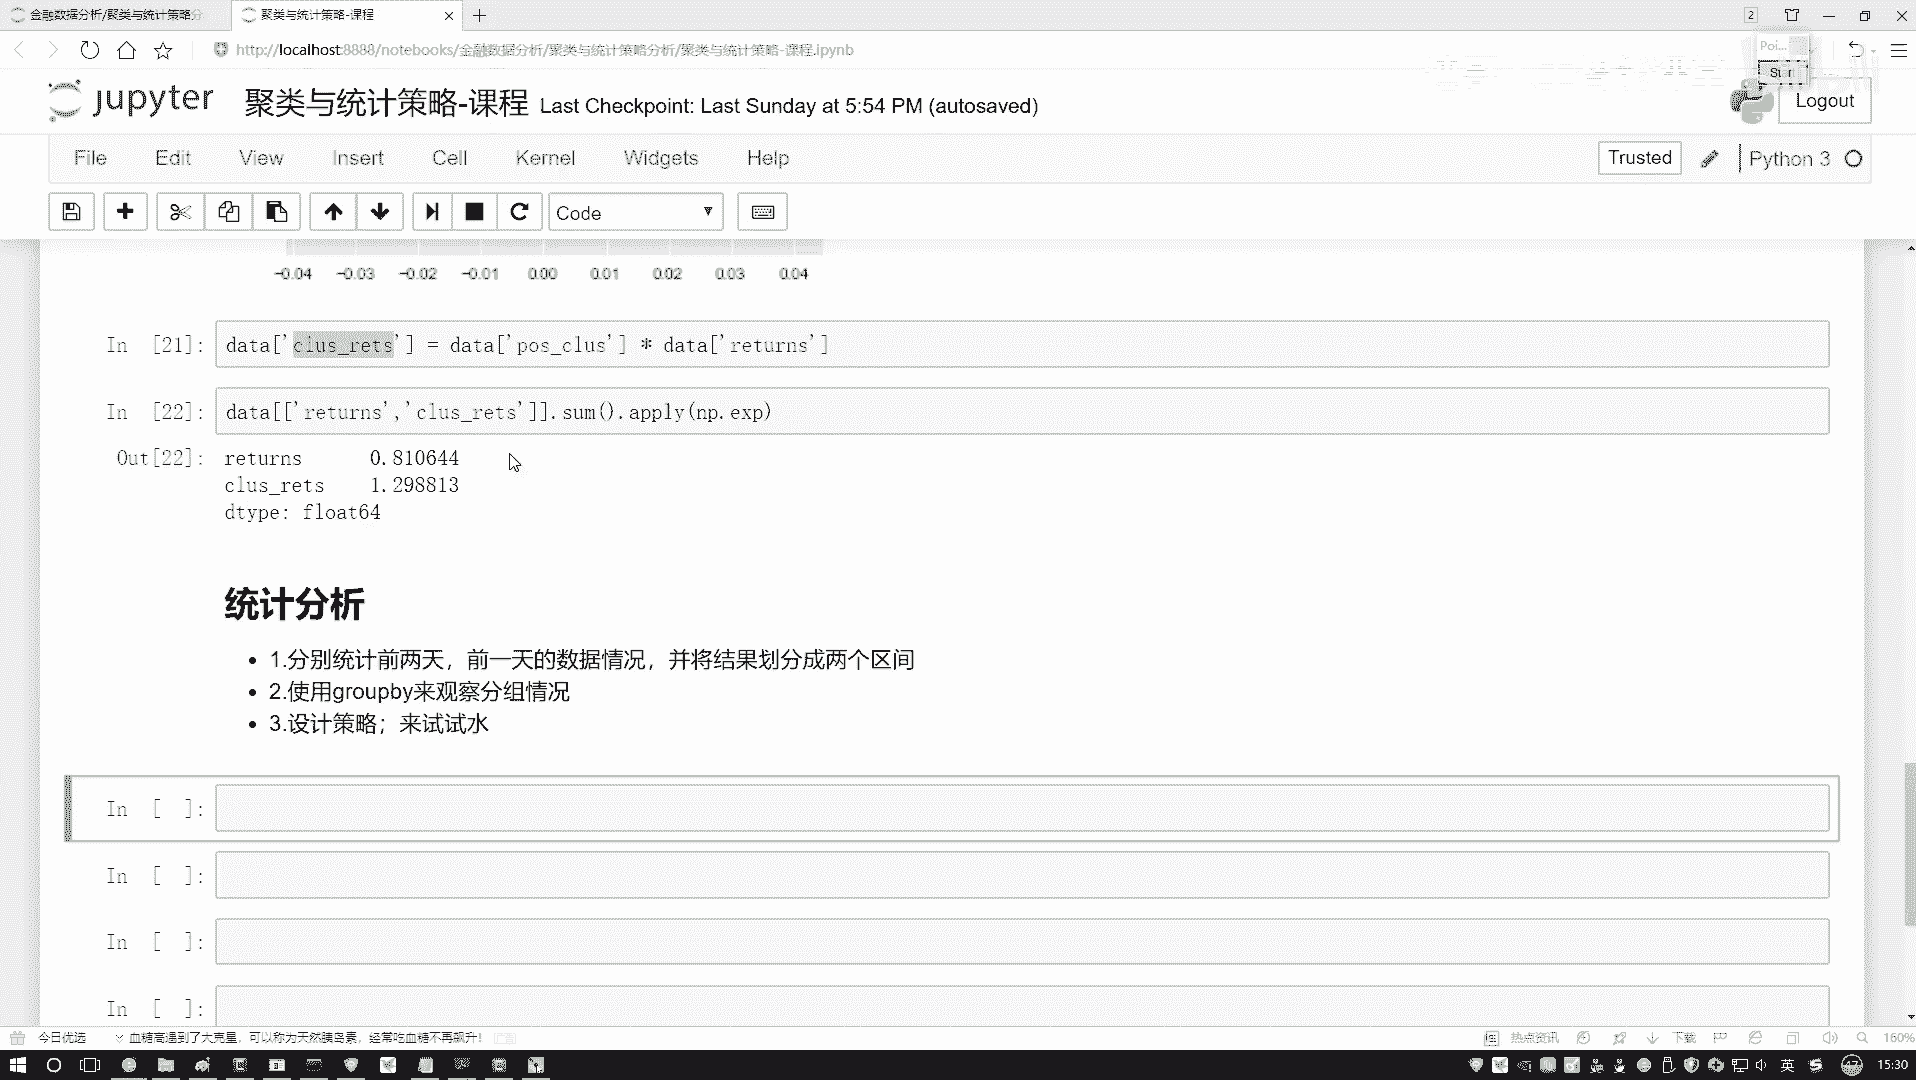 金融数据分析/聚类与统计策略分
聚类与统计策略-课程
2
http://localhost:8888/notebooks/金融数据分析/聚类与统计策略分析/聚类与统计策略-课程.ipynb
Poi...
jupyter 聚类与统计策略-课程 Last Checkpoint: Last Sunday at 5:54 PM (autosaved)
Logout
File Edit View Insert Cell Kernel Widgets Help
Trusted
Python 3
Code
−0.04 −0.03 −0.02 −0.01 0.00 0.01 0.02 0.03 0.04
In [21]: data['clus_rets'] = data['pos_clus'] * data['returns']
In [22]: data[['returns','clus_rets']].sum().apply(np.exp)
Out[22]: returns 0.810644
clus_rets 1.298813
dtype: float64
统计分析
• 1.分别统计前两天，前一天的数据情况，并将结果划分成两个区间
• 2.使用groupby来观察分组情况
• 3.设计策略；来试试水
In [ ]:
In [ ]:
In [ ]:
In [ ]:
今日优选
血糖高遇到了大克星，可以称为天然胰岛素，经常吃血糖不再飙升！
热点资讯
下载
160%
英
47
15:30